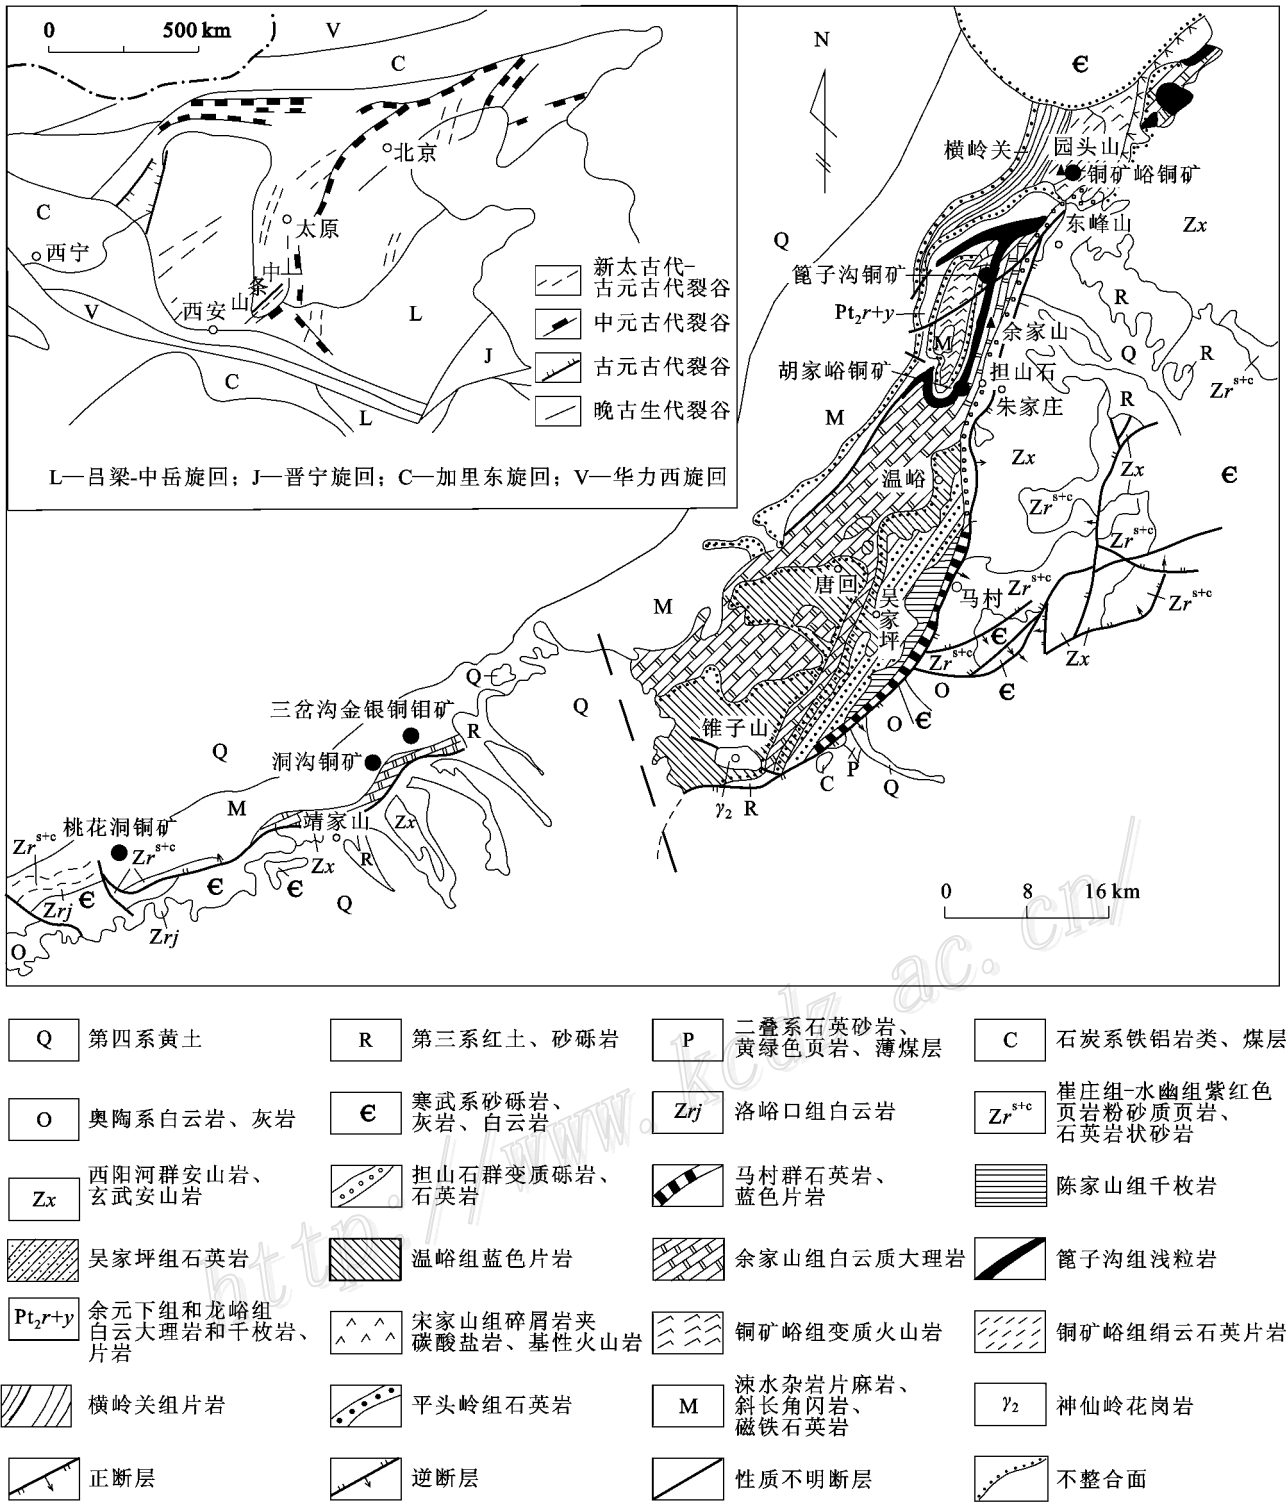 0 500 km
V
C
北京
太原
C
西宁
中
条
山
西安
V
L
J
C
L
新太古代-
古元古代裂谷
中元古代裂谷
古元古代裂谷
晚古生代裂谷
L—吕梁-中岳旋回；J—晋宁旋回；C—加里东旋回；V—华力西旋回
N
Є
横岭关
园头山
铜矿峪铜矿
Q
东峰山
Zx
篦子沟铜矿
R
Pt₂r+y
余家山
M
Q
R
胡家峪铜矿
担山石
Zr^s+c
M
朱家庄
R
Zx
Zx
温峪
Є
Zr^s+c
Zr^s+c
唐回
M
吴家坪
马村
Zr^s+c
Zr^s+c
Є
Zr^s+c
Zx
Q
O
Є
Q
三岔沟金银铜钼矿
R
锥子山
O
Є
Q
洞沟铜矿
P
C
Q
M
γ₂
R
桃花洞铜矿
靖家山
Zx
Zr^s+c
Zr^s+c
Zx
R
Є
Є
Є
Q
Zrj
Zrj
O
0 8 16 km
http://www.kcdz.ac.cn/
Q 第四系黄土
R 第三系红土、砂砾岩
P 二叠系石英砂岩、
黄绿色页岩、薄煤层
C 石炭系铁铝岩类、煤层
O 奥陶系白云岩、灰岩
Є 寒武系砂砾岩、
灰岩、白云岩
Zrj 洛峪口组白云岩
Zr^s+c 崔庄组-水幽组紫红色
页岩粉砂质页岩、
石英岩状砂岩
Zx 西阳河群安山岩、
玄武安山岩
担山石群变质砾岩、
石英岩
马村群石英岩、
蓝色片岩
陈家山组千枚岩
吴家坪组石英岩
温峪组蓝色片岩
余家山组白云质大理岩
篦子沟组浅粒岩
Pt₂r+y 余元下组和龙峪组
白云大理岩和千枚岩、
片岩
宋家山组碎屑岩夹
碳酸盐岩、基性火山岩
铜矿峪组变质火山岩
铜矿峪组绢云石英片岩
横岭关组片岩
平头岭组石英岩
M 涑水杂岩片麻岩、
斜长角闪岩、
磁铁石英岩
γ₂ 神仙岭花岗岩
正断层
逆断层
性质不明断层
不整合面